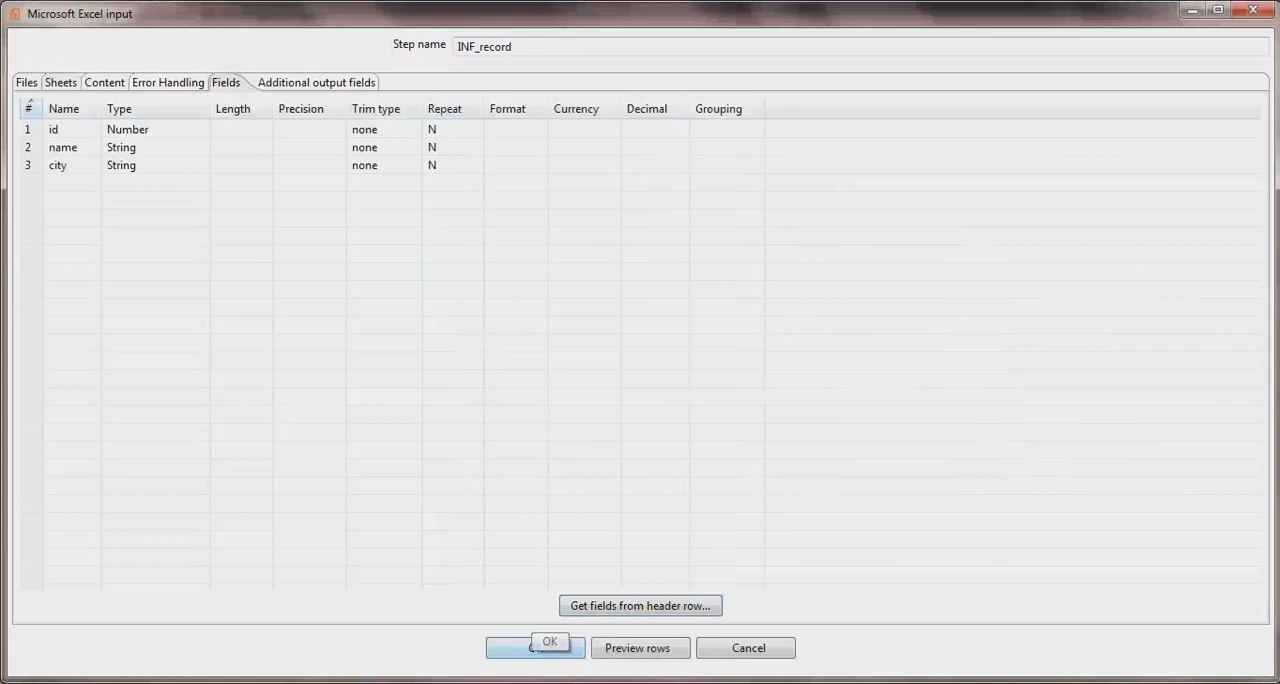 Microsoft Excel input
Step name INF_record
Files Sheets Content Error Handling Fields Additional output fields
# Name Type Length Precision Trim type Repeat Format Currency Decimal Grouping
1 id Number none N
2 name String none N
3 city String none N
Get fields from header row...
OK
Preview rows Cancel